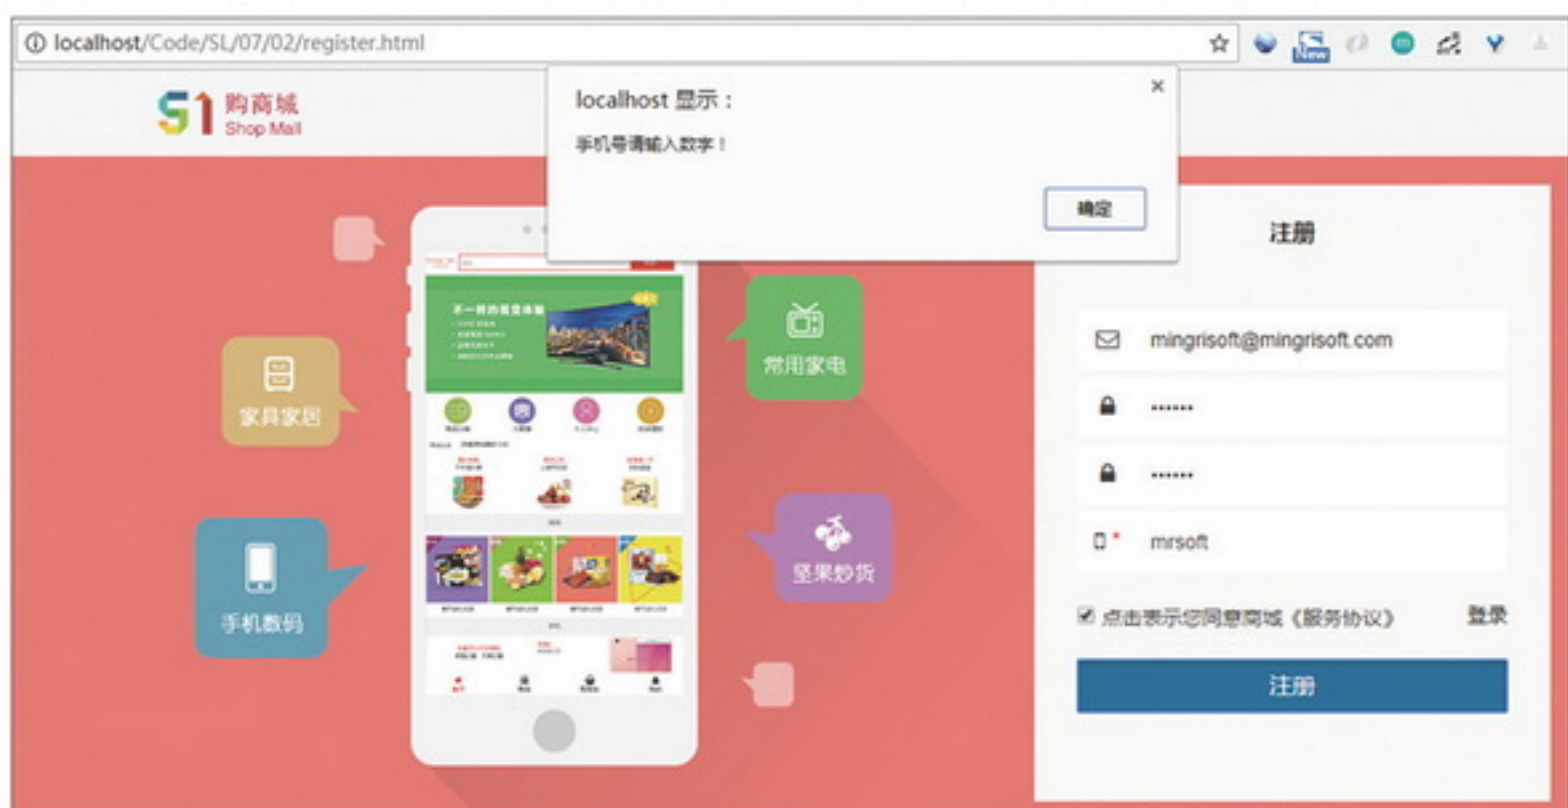 localhost/Code/SL/07/02/register.html
New
m
51 购商城
Shop Mall
localhost 显示：
手机号请输入数字！
确定
注册
mingrisoft@mingrisoft.com
••••••
••••••
* mrsoft
点击表示您同意商城《服务协议》 登录
注册
不一样的视觉体验
常用家电
家具家居
坚果炒货
手机数码